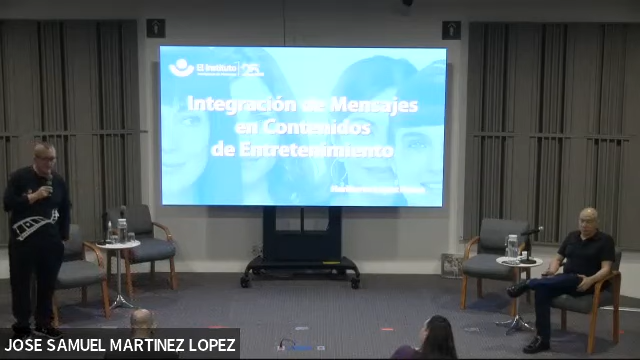 El Instituto
Integración de Mensajes
en Contenidos
de Entretenimiento
JOSE SAMUEL MARTINEZ LOPEZ